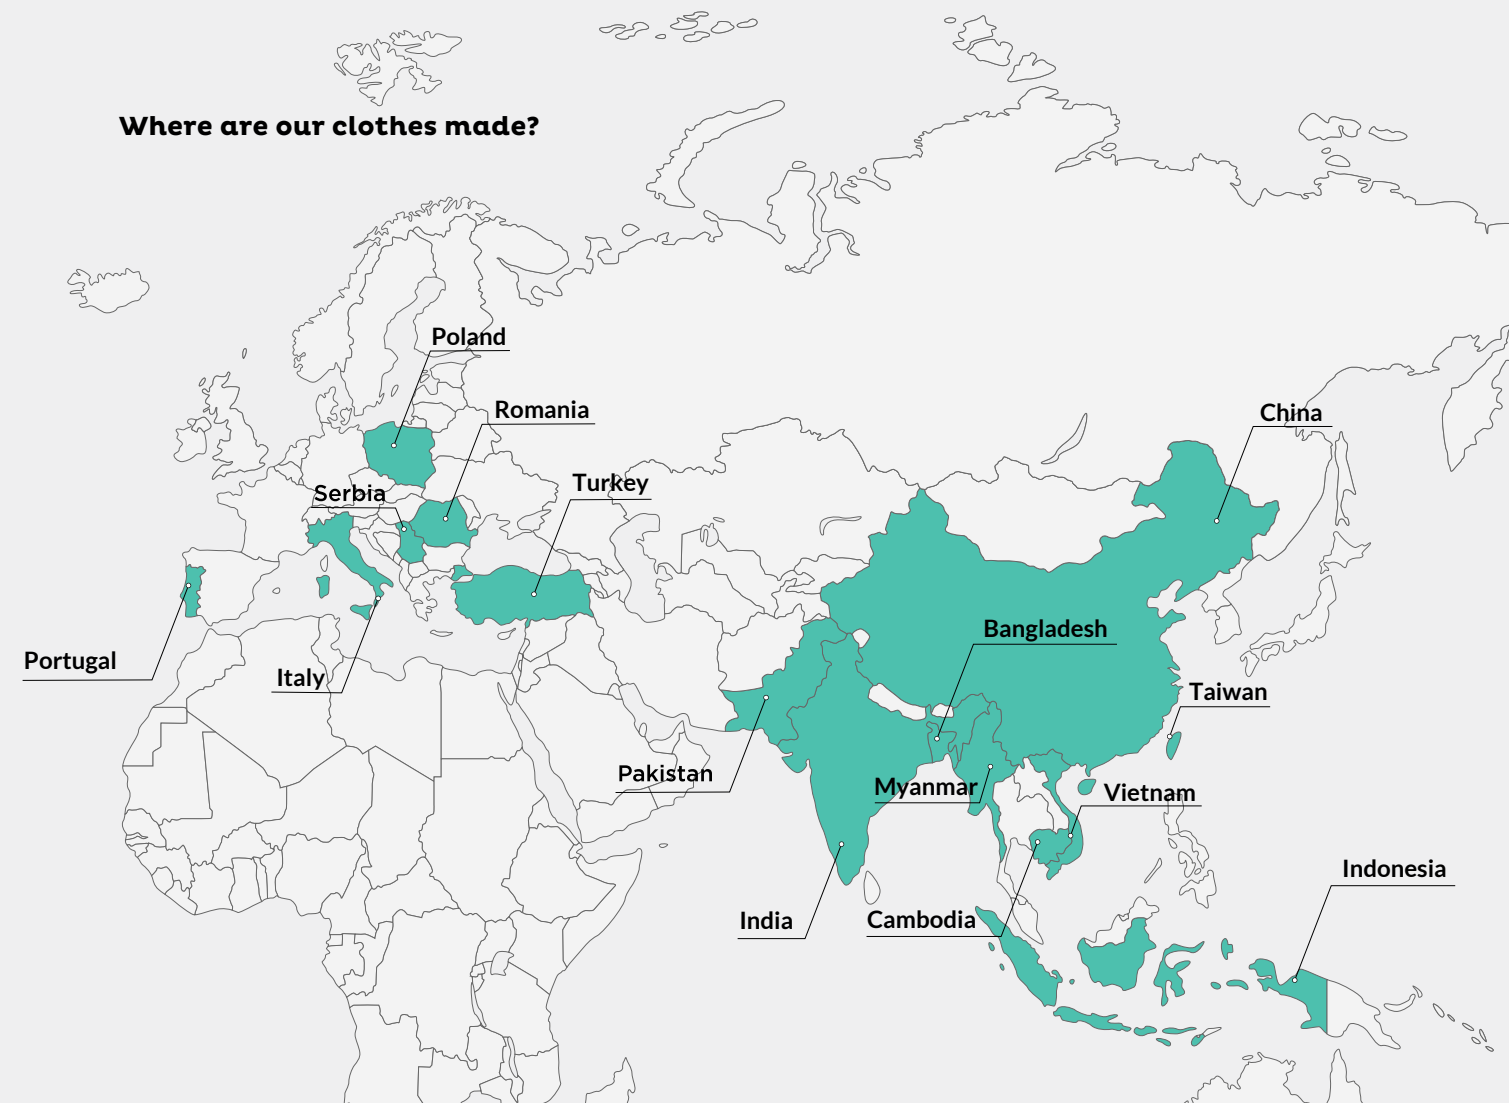 Where are our clothes made?
Poland
Romania
China
Turkey
Serbia
Bangladesh
Portugal
Italy
Taiwan
Pakistan
Myanmar
Vietnam
Indonesia
India
Cambodia